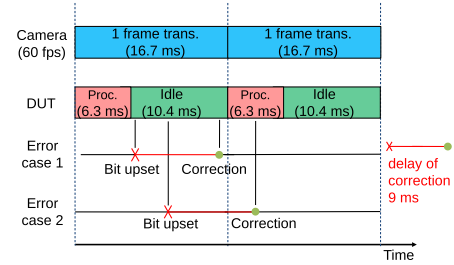 Camera
(60 fps)
1 frame trans.
(16.7 ms)
1 frame trans.
(16.7 ms)
DUT
Proc.
(6.3 ms)
Idle
(10.4 ms)
Proc.
(6.3 ms)
Idle
(10.4 ms)
Error
case 1
Bit upset
Correction
delay of
correction
9 ms
Error
case 2
Bit upset
Correction
Time